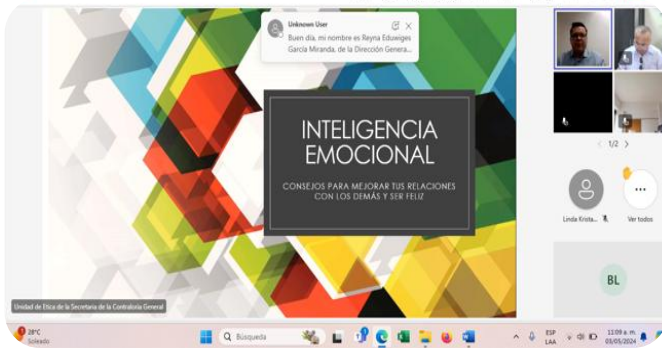 Unknown User
Buen día, mi nombre es Reyna Eduwiges
García Miranda, de la Dirección Genera...
INTELIGENCIA
EMOCIONAL
CONSEJOS PARA MEJORAR TUS RELACIONES
CON LOS DEMÁS Y SER FELIZ
1/2
Linda Krista...
Ver todos
BL
Unidad de Etica de la Secretaria de la Contraloría General
28°C
Soleado
Búsqueda
ESP
LAA
11:09 a. m.
03/05/2024